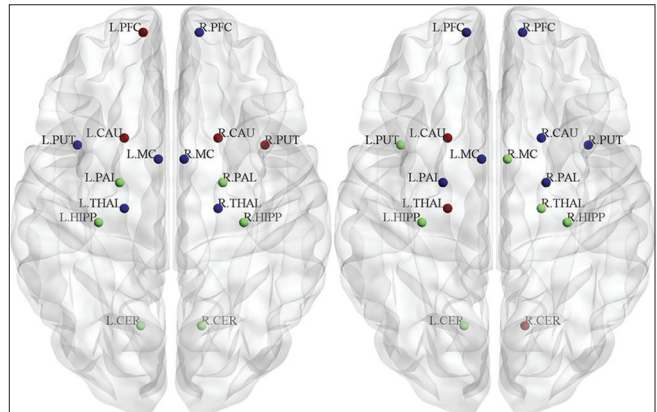 L.PFC R.PFC L.PFC R.PFC
L.CAU R.CAU L.CAU R.CAU
L.PUT R.PUT L.PUT R.PUT
L.MC R.MC L.MC R.MC
L.PAL R.PAL L.PAL R.PAL
L.THAL R.THAL L.THAL R.THAL
L.HIPP R.HIPP L.HIPP R.HIPP
L.CER R.CER L.CER R.CER